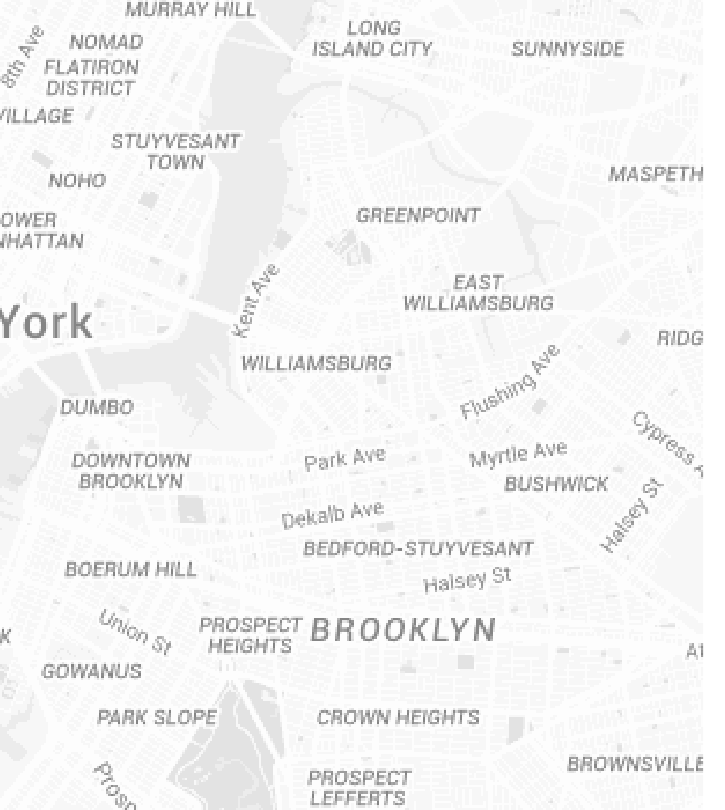 MURRAY HILL
8th Ave
NOMAD
LONG
ISLAND CITY
SUNNYSIDE
FLATIRON
DISTRICT
VILLAGE
STUYVESANT
TOWN
NOHO
MASPETH
OWER
NHATTAN
GREENPOINT
Kent Ave
EAST
WILLIAMSBURG
York
RIDG
WILLIAMSBURG
Flushing Ave
DUMBO
Cypress A
DOWNTOWN
BROOKLYN
Park Ave
Myrtle Ave
BUSHWICK
Halsey St
Dekalb Ave
BEDFORD-STUYVESANT
BOERUM HILL
Halsey St
Union St
PROSPECT
HEIGHTS
BROOKLYN
K
At
GOWANUS
PARK SLOPE
CROWN HEIGHTS
BROWNSVILLE
Prosp
PROSPECT
LEFFERTS